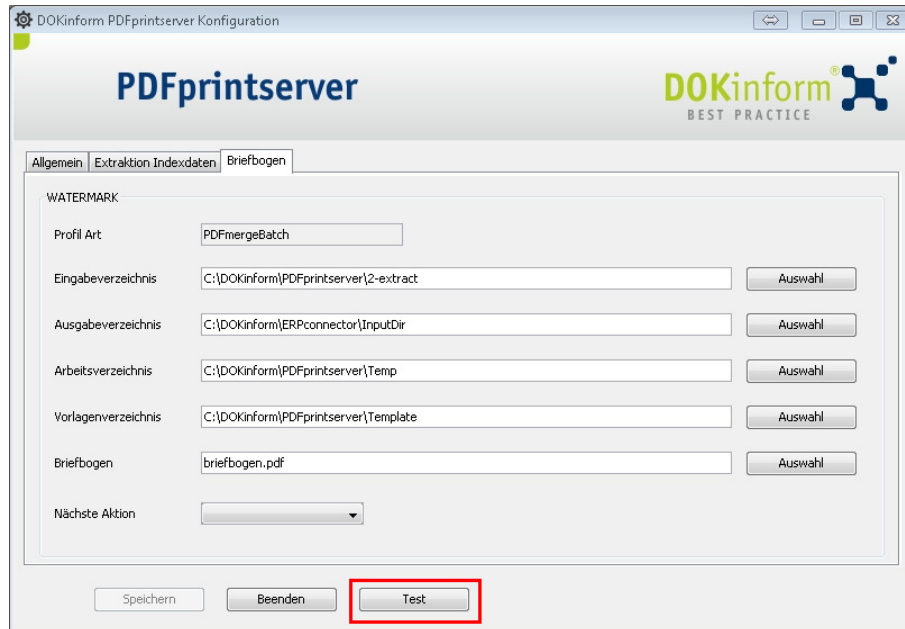 DOKinform PDFprintserver Konfiguration
PDFprintserver
DOKinform®
BEST PRACTICE
Allgemein Extraktion Indexdaten Briefbogen
WATERMARK
Profil Art PDFmergeBatch
Eingabeverzeichnis C:\DOKinform\PDFprintserver\2-extract Auswahl
Ausgabeverzeichnis C:\DOKinform\ERPconnector\InputDir Auswahl
Arbeitsverzeichnis C:\DOKinform\PDFprintserver\Temp Auswahl
Vorlagenverzeichnis C:\DOKinform\PDFprintserver\Template Auswahl
Briefbogen briefbogen.pdf Auswahl
Nächste Aktion
Speichern Beenden Test